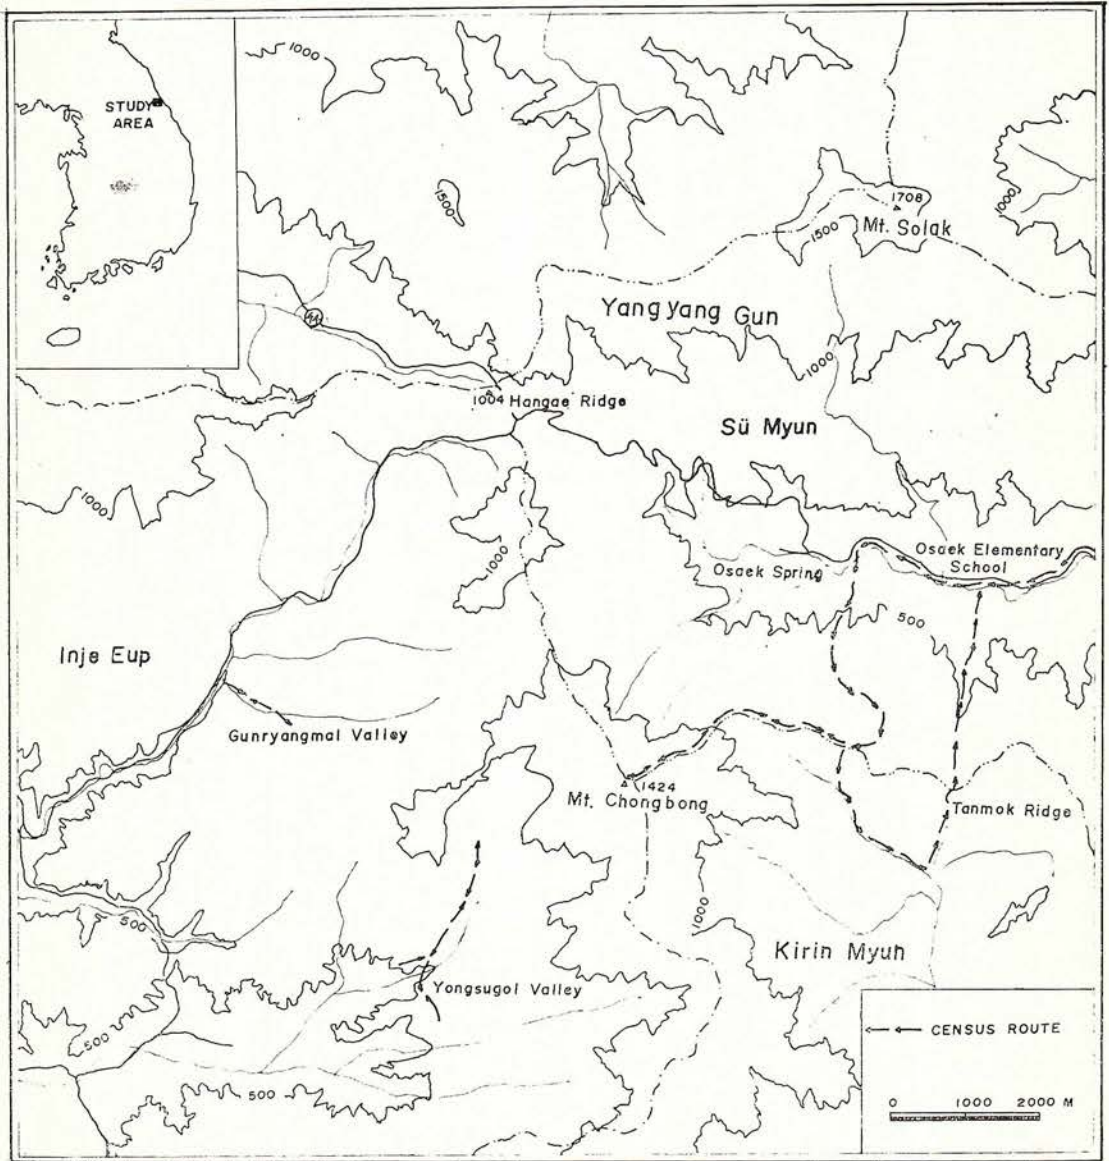 STUDY
AREA
1000
1500
1708
Mt. Solak
1500
1000
44
Yang yang Gun
1000
1004 Hangae Ridge
Sü Myun
1000
1000
Osaek Elementary
School
Osaek Spring
500
Inje Eup
Gunryangmal Valley
1424
Mt. Chongbong
Tanmok Ridge
1000
500
Kirin Myun
Yongsugol Valley
500
500
CENSUS ROUTE
0 1000 2000 M